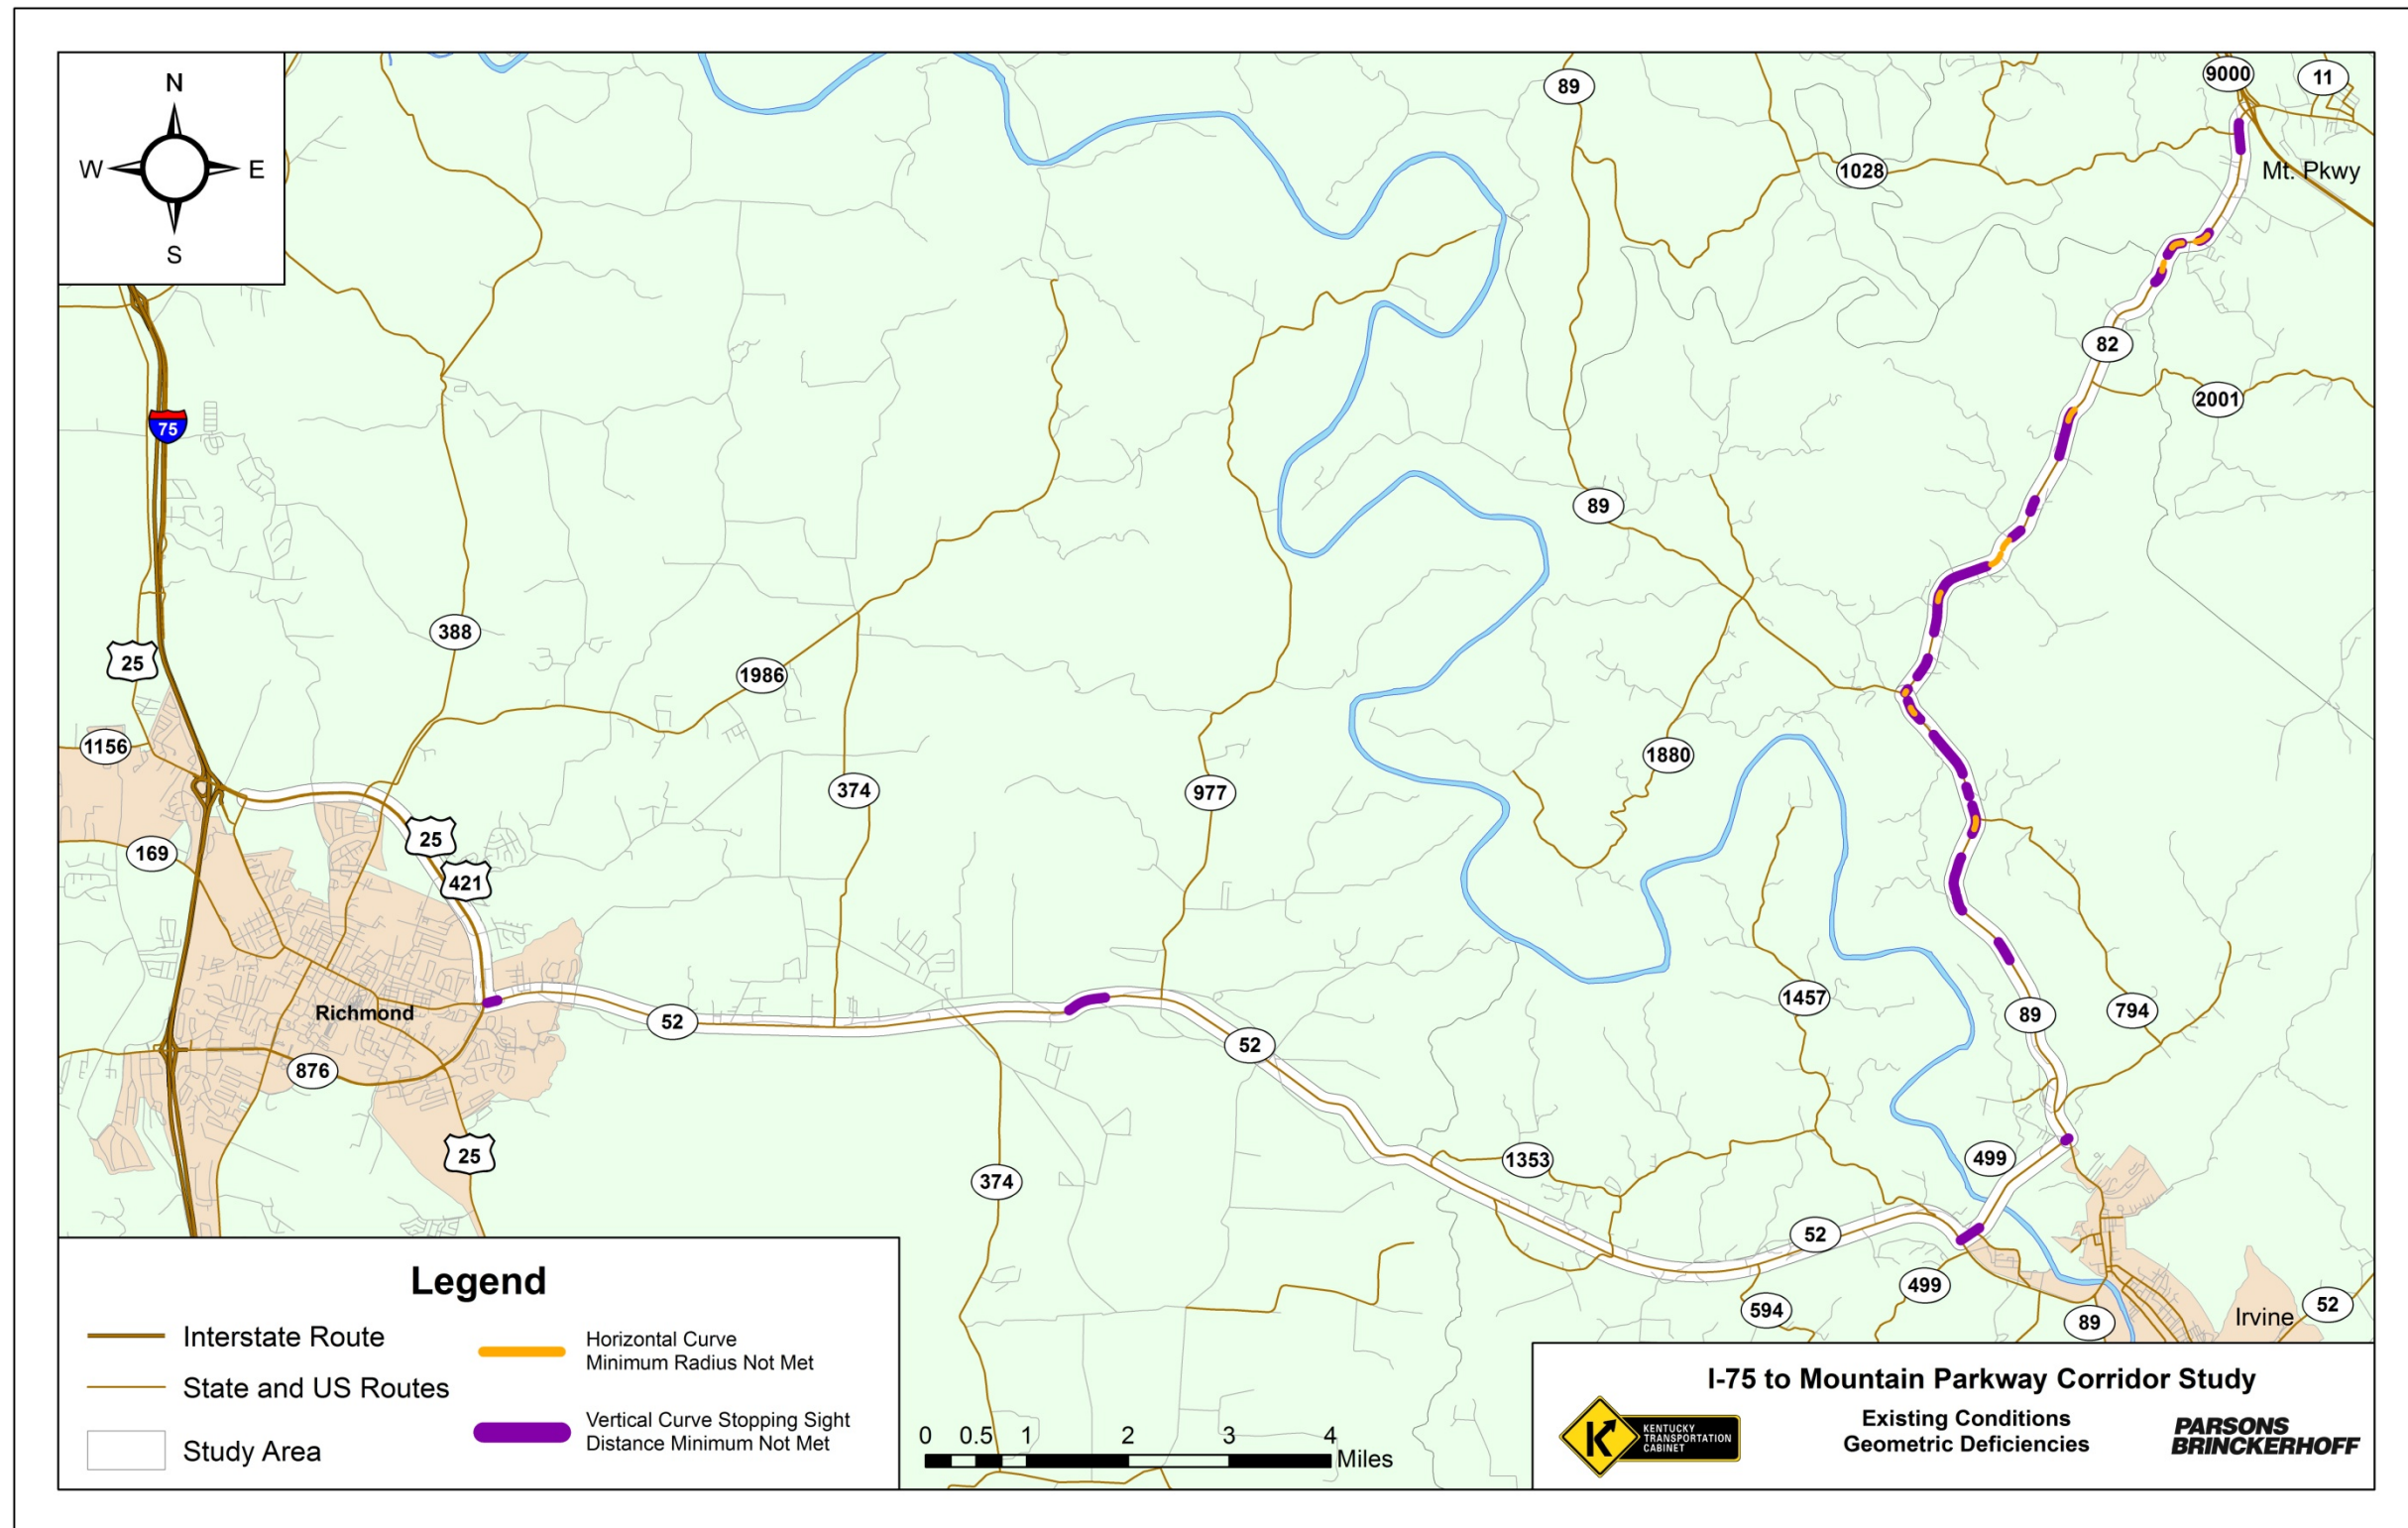 N
W E
S
89
9000
11
1028
Mt. Pkwy
82
2001
75
89
388
25
1986
1156
1880
374
977
25
169
421
1457
89
794
Richmond
52
52
876
25
1353
499
374
52
499
594
89
Irvine
52
Legend
Interstate Route
State and US Routes
Study Area
Horizontal Curve
Minimum Radius Not Met
Vertical Curve Stopping Sight
Distance Minimum Not Met
0 0.5 1 2 3 4
Miles
I-75 to Mountain Parkway Corridor Study
Existing Conditions
Geometric Deficiencies
K
KENTUCKY
TRANSPORTATION
CABINET
PARSONS
BRINCKERHOFF